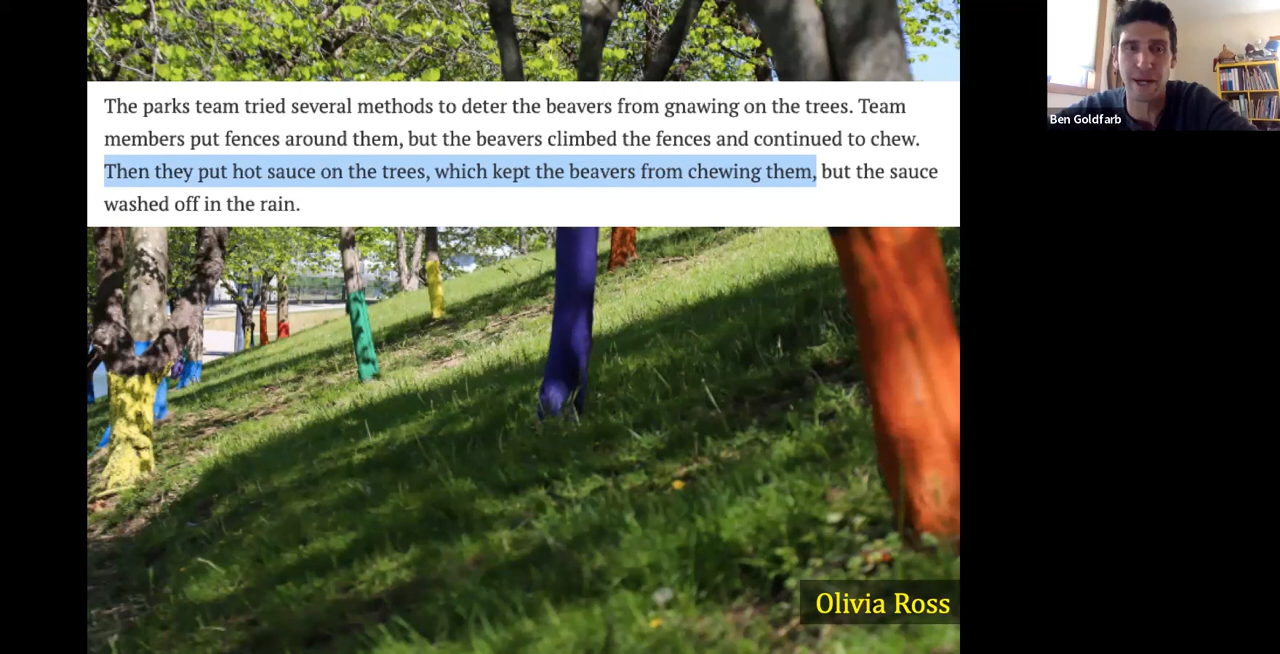 The parks team tried several methods to deter the beavers from gnawing on the trees. Team
members put fences around them, but the beavers climbed the fences and continued to chew.
Then they put hot sauce on the trees, which kept the beavers from chewing them, but the sauce
washed off in the rain.
Ben Goldfarb
Olivia Ross